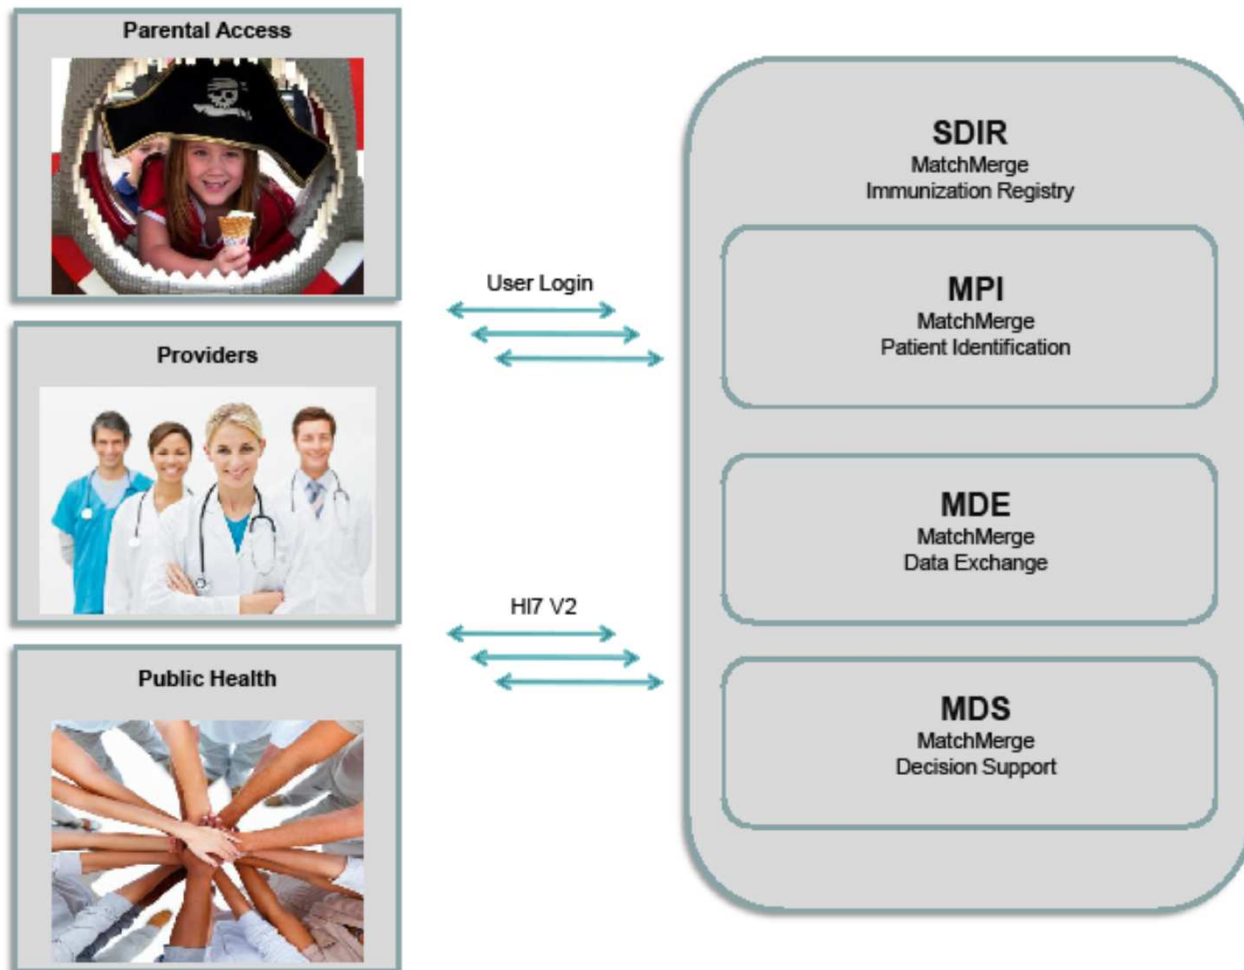 Parental Access
Providers
Public Health
User Login
Hl7 V2
SDIR
MatchMerge
Immunization Registry
MPI
MatchMerge
Patient Identification
MDE
MatchMerge
Data Exchange
MDS
MatchMerge
Decision Support